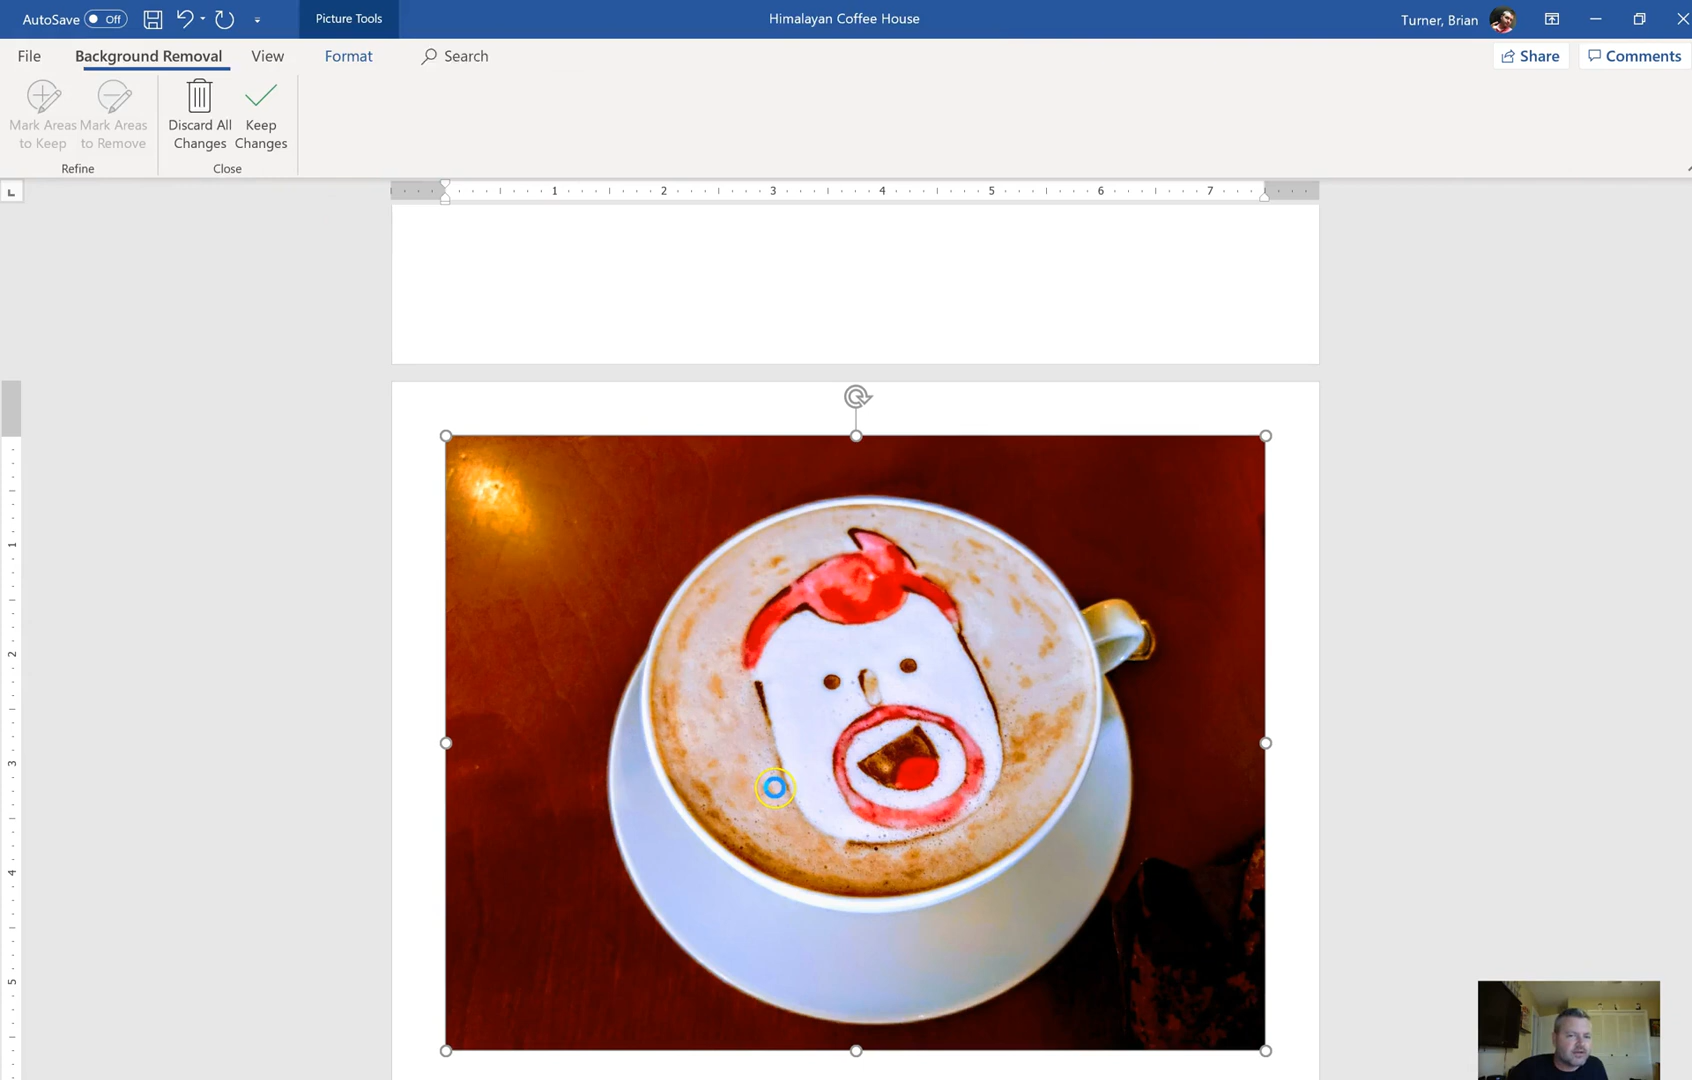 AutoSave Off Picture Tools Himalayan Coffee House Turner, Brian
File Background Removal View Format Search Share Comments
Mark Areas to Keep
Mark Areas to Remove
Discard All Changes
Keep Changes
Refine Close
1 2 3 4 5 6 7
1
2
3
4
5